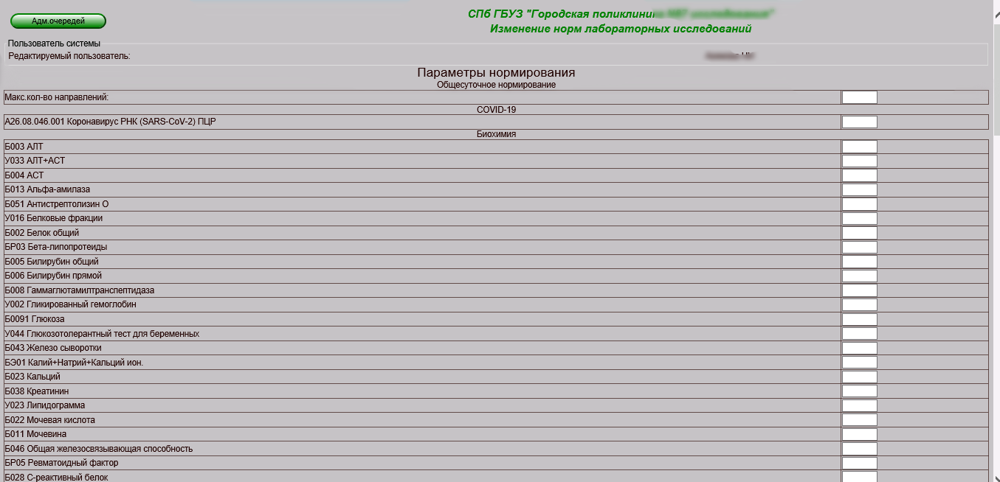 Адм.очередей
СПб ГБУЗ "Городская поликлиника
Изменение норм лабораторных исследований
Пользователь системы
Редактируемый пользователь:
Параметры нормирования
Общесуточное нормирование
Макс.кол-во направлений:
COVID-19
А26.08.046.001 Коронавирус РНК (SARS-CoV-2) ПЦР
Биохимия
Б003 АЛТ
У033 АЛТ+АСТ
Б004 АСТ
Б013 Альфа-амилаза
Б051 Антистрептолизин О
У016 Белковые фракции
Б002 Белок общий
БР03 Бета-липопротеиды
Б005 Билирубин общий
Б006 Билирубин прямой
Б008 Гаммаглютамилтранспептидаза
У002 Гликированный гемоглобин
Б0091 Глюкоза
У044 Глюкозотолерантный тест для беременных
Б043 Железо сыворотки
БЭ01 Калий+Натрий+Кальций ион.
Б023 Кальций
Б038 Креатинин
У023 Липидограмма
Б022 Мочевая кислота
Б011 Мочевина
Б046 Общая железосвязывающая способность
БР05 Ревматоидный фактор
Б028 С-реактивный белок